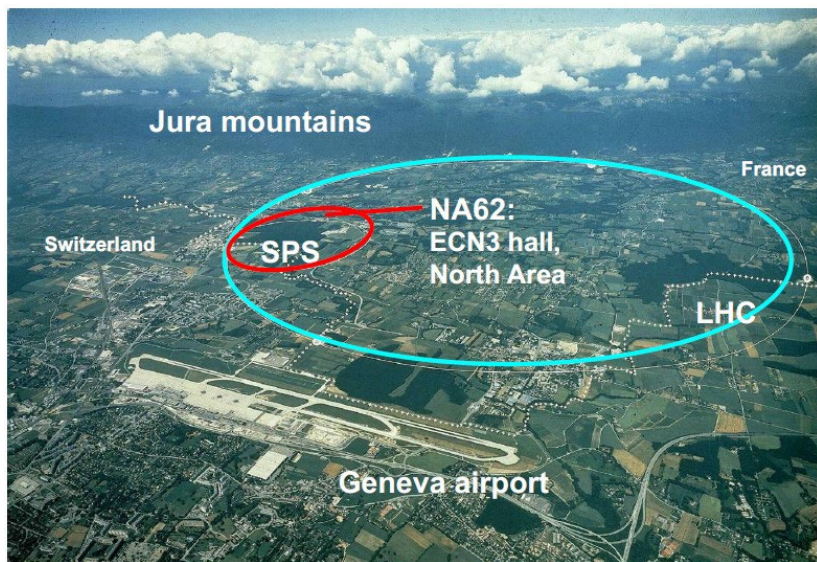 Jura mountains
France
NA62:
ECN3 hall,
North Area
Switzerland
SPS
LHC
Geneva airport